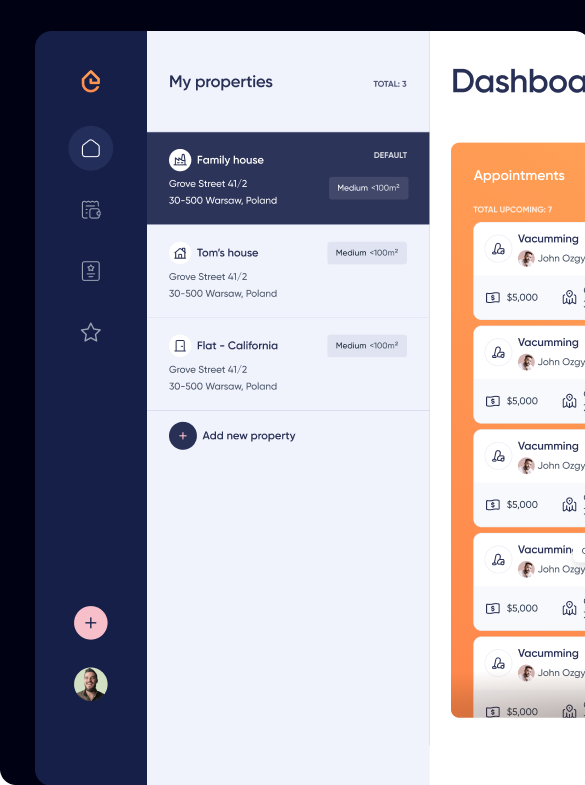 My properties
TOTAL: 3
Family house
DEFAULT
Grove Street 41/2
Medium <100m²
30-500 Warsaw, Poland
Tom's house
Medium <100m²
Grove Street 41/2
30-500 Warsaw, Poland
Flat - California
Medium <100m²
Grove Street 41/2
30-500 Warsaw, Poland
+ Add new property
+
Dashboa
Appointments
TOTAL UPCOMING: 7
Vacumming
John Ozgy
$5,000
Vacumming
John Ozgy
$5,000
Vacumming
John Ozgy
$5,000
Vacummin
John Ozgy
$5,000
Vacumming
John Ozgy
$5,000